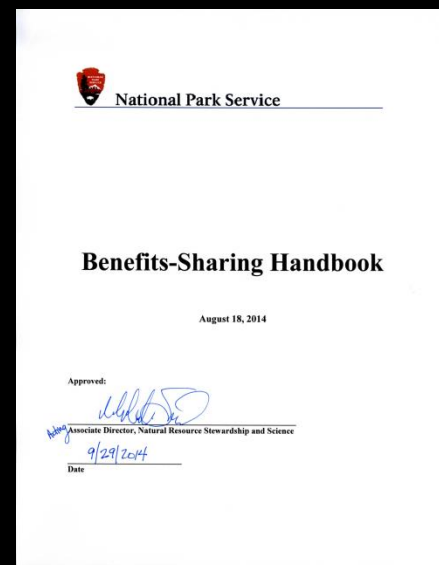 National Park Service
Benefits-Sharing Handbook
August 18, 2014
Approved:
Acting Associate Director, Natural Resource Stewardship and Science
9/29/2014
Date